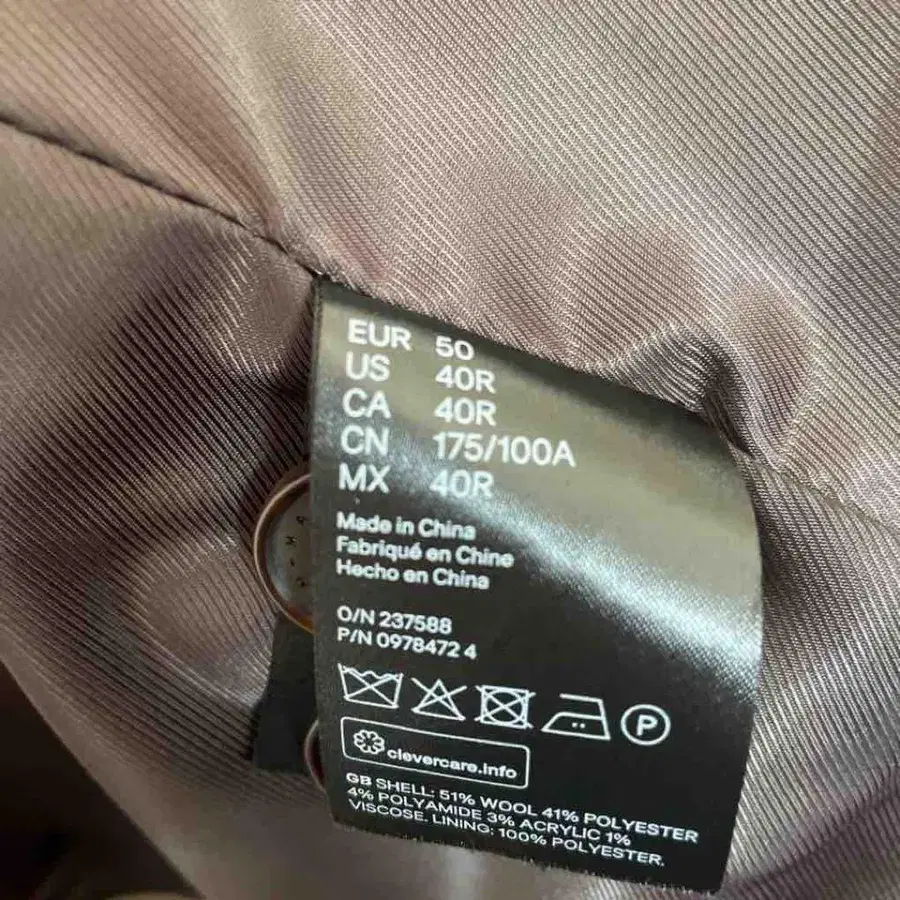 EUR 50
US 40R
CA 40R
CN 175/100A
MX 40R
Made in China
Fabriqué en Chine
Hecho en China
O/N 237588
P/N 0978472 4
P
clevercare.info
GB SHELL: 51% WOOL 41% POLYESTER
4% POLYAMIDE 3% ACRYLIC 1%
VISCOSE. LINING: 100% POLYESTER.